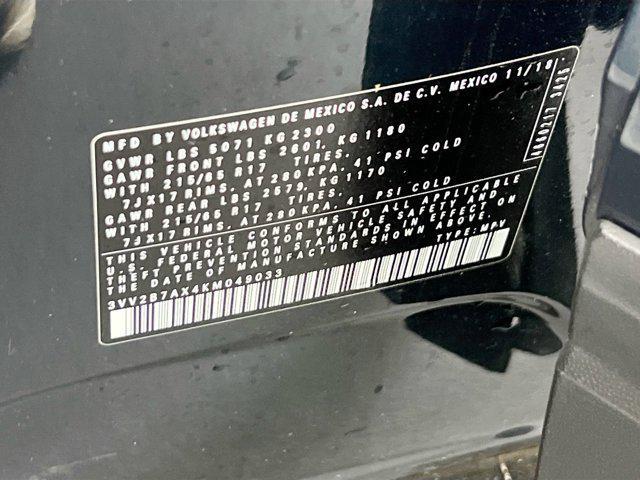 MFD BY VOLKSWAGEN DE MEXICO S.A. DE C.V. MEXICO 11/18
GVWR LBS 5071 KG 2300
GAWR FRONT LBS 2601. KG 1180
WITH 215/65 R17 TIRES.
7JX17 RIMS. AT 280 KPA. 41 PSI COLD
GAWR REAR LBS 2579. KG 1170
WITH 215/65 R17 TIRES.
7JX17 RIMS. AT 280 KPA. 41 PSI COLD
THIS VEHICLE CONFORMS TO ALL APPLICABLE
U.S. FEDERAL MOTOR VEHICLE SAFETY AND.
THEFT PREVENTION STANDARDS IN EFFECT ON
THE DATE OF MANUFACTURE SHOWN ABOVE.
3VV2B7AX4KM049033 TYPE: MPV